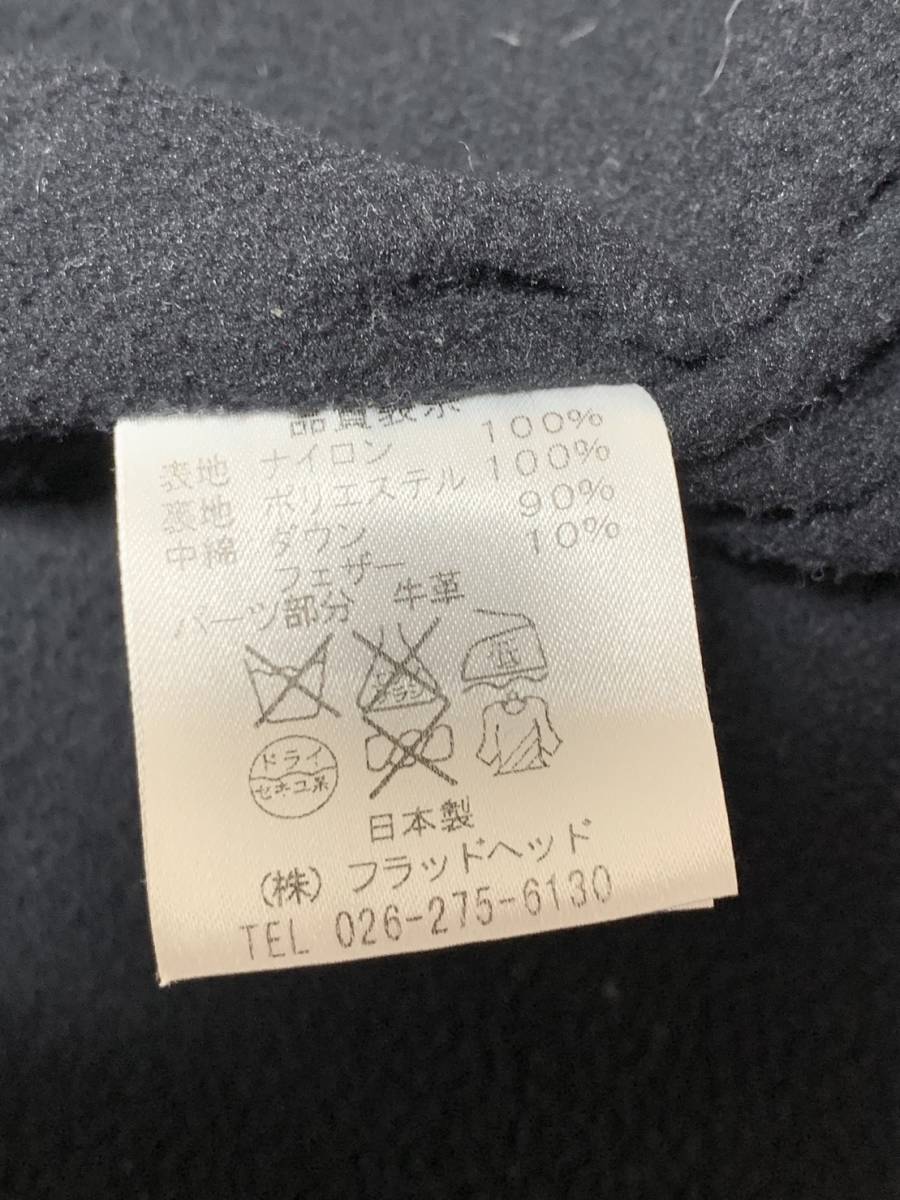 品質表示
表地 ナイロン 100%
裏地 ポリエステル 100%
中綿 ダウン 90%
フェザー 10%
パーツ部分 牛革
ドライ
セキユ系
日本製
(株) フラッドヘッド
TEL 026-275-6130